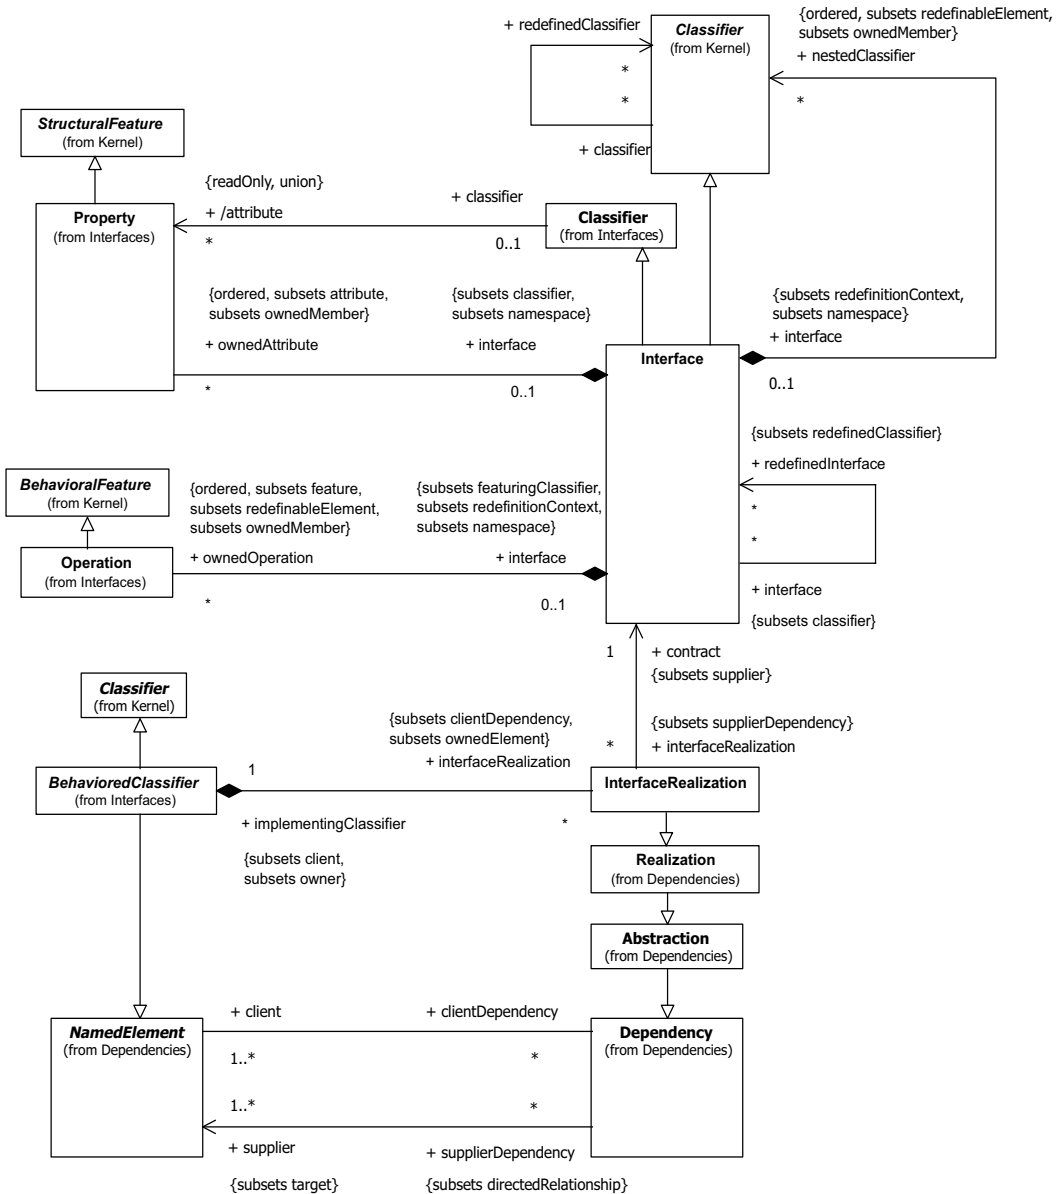 + redefinedClassifier
Classifier
(from Kernel)
{ordered, subsets redefinableElement,
subsets ownedMember}
+ nestedClassifier
*
*
*
+ classifier
StructuralFeature
(from Kernel)
Property
(from Interfaces)
{readOnly, union}
+ /attribute
*
+ classifier
0..1
Classifier
(from Interfaces)
{ordered, subsets attribute,
subsets ownedMember}
+ ownedAttribute
*
{subsets classifier,
subsets namespace}
+ interface
0..1
Interface
{subsets redefinitionContext,
subsets namespace}
+ interface
0..1
{subsets redefinedClassifier}
+ redefinedInterface
*
*
+ interface
{subsets classifier}
BehavioralFeature
(from Kernel)
Operation
(from Interfaces)
{ordered, subsets feature,
subsets redefinableElement,
subsets ownedMember}
+ ownedOperation
*
{subsets featuringClassifier,
subsets redefinitionContext,
subsets namespace}
+ interface
0..1
1
+ contract
{subsets supplier}
Classifier
(from Kernel)
{subsets clientDependency,
subsets ownedElement}
+ interfaceRealization
*
{subsets supplierDependency}
+ interfaceRealization
BehavioredClassifier
(from Interfaces)
1
+ implementingClassifier
{subsets client,
subsets owner}
*
InterfaceRealization
Realization
(from Dependencies)
Abstraction
(from Dependencies)
NamedElement
(from Dependencies)
+ client
1..*
+ clientDependency
*
Dependency
(from Dependencies)
1..*
*
+ supplier
{subsets target}
+ supplierDependency
{subsets directedRelationship}